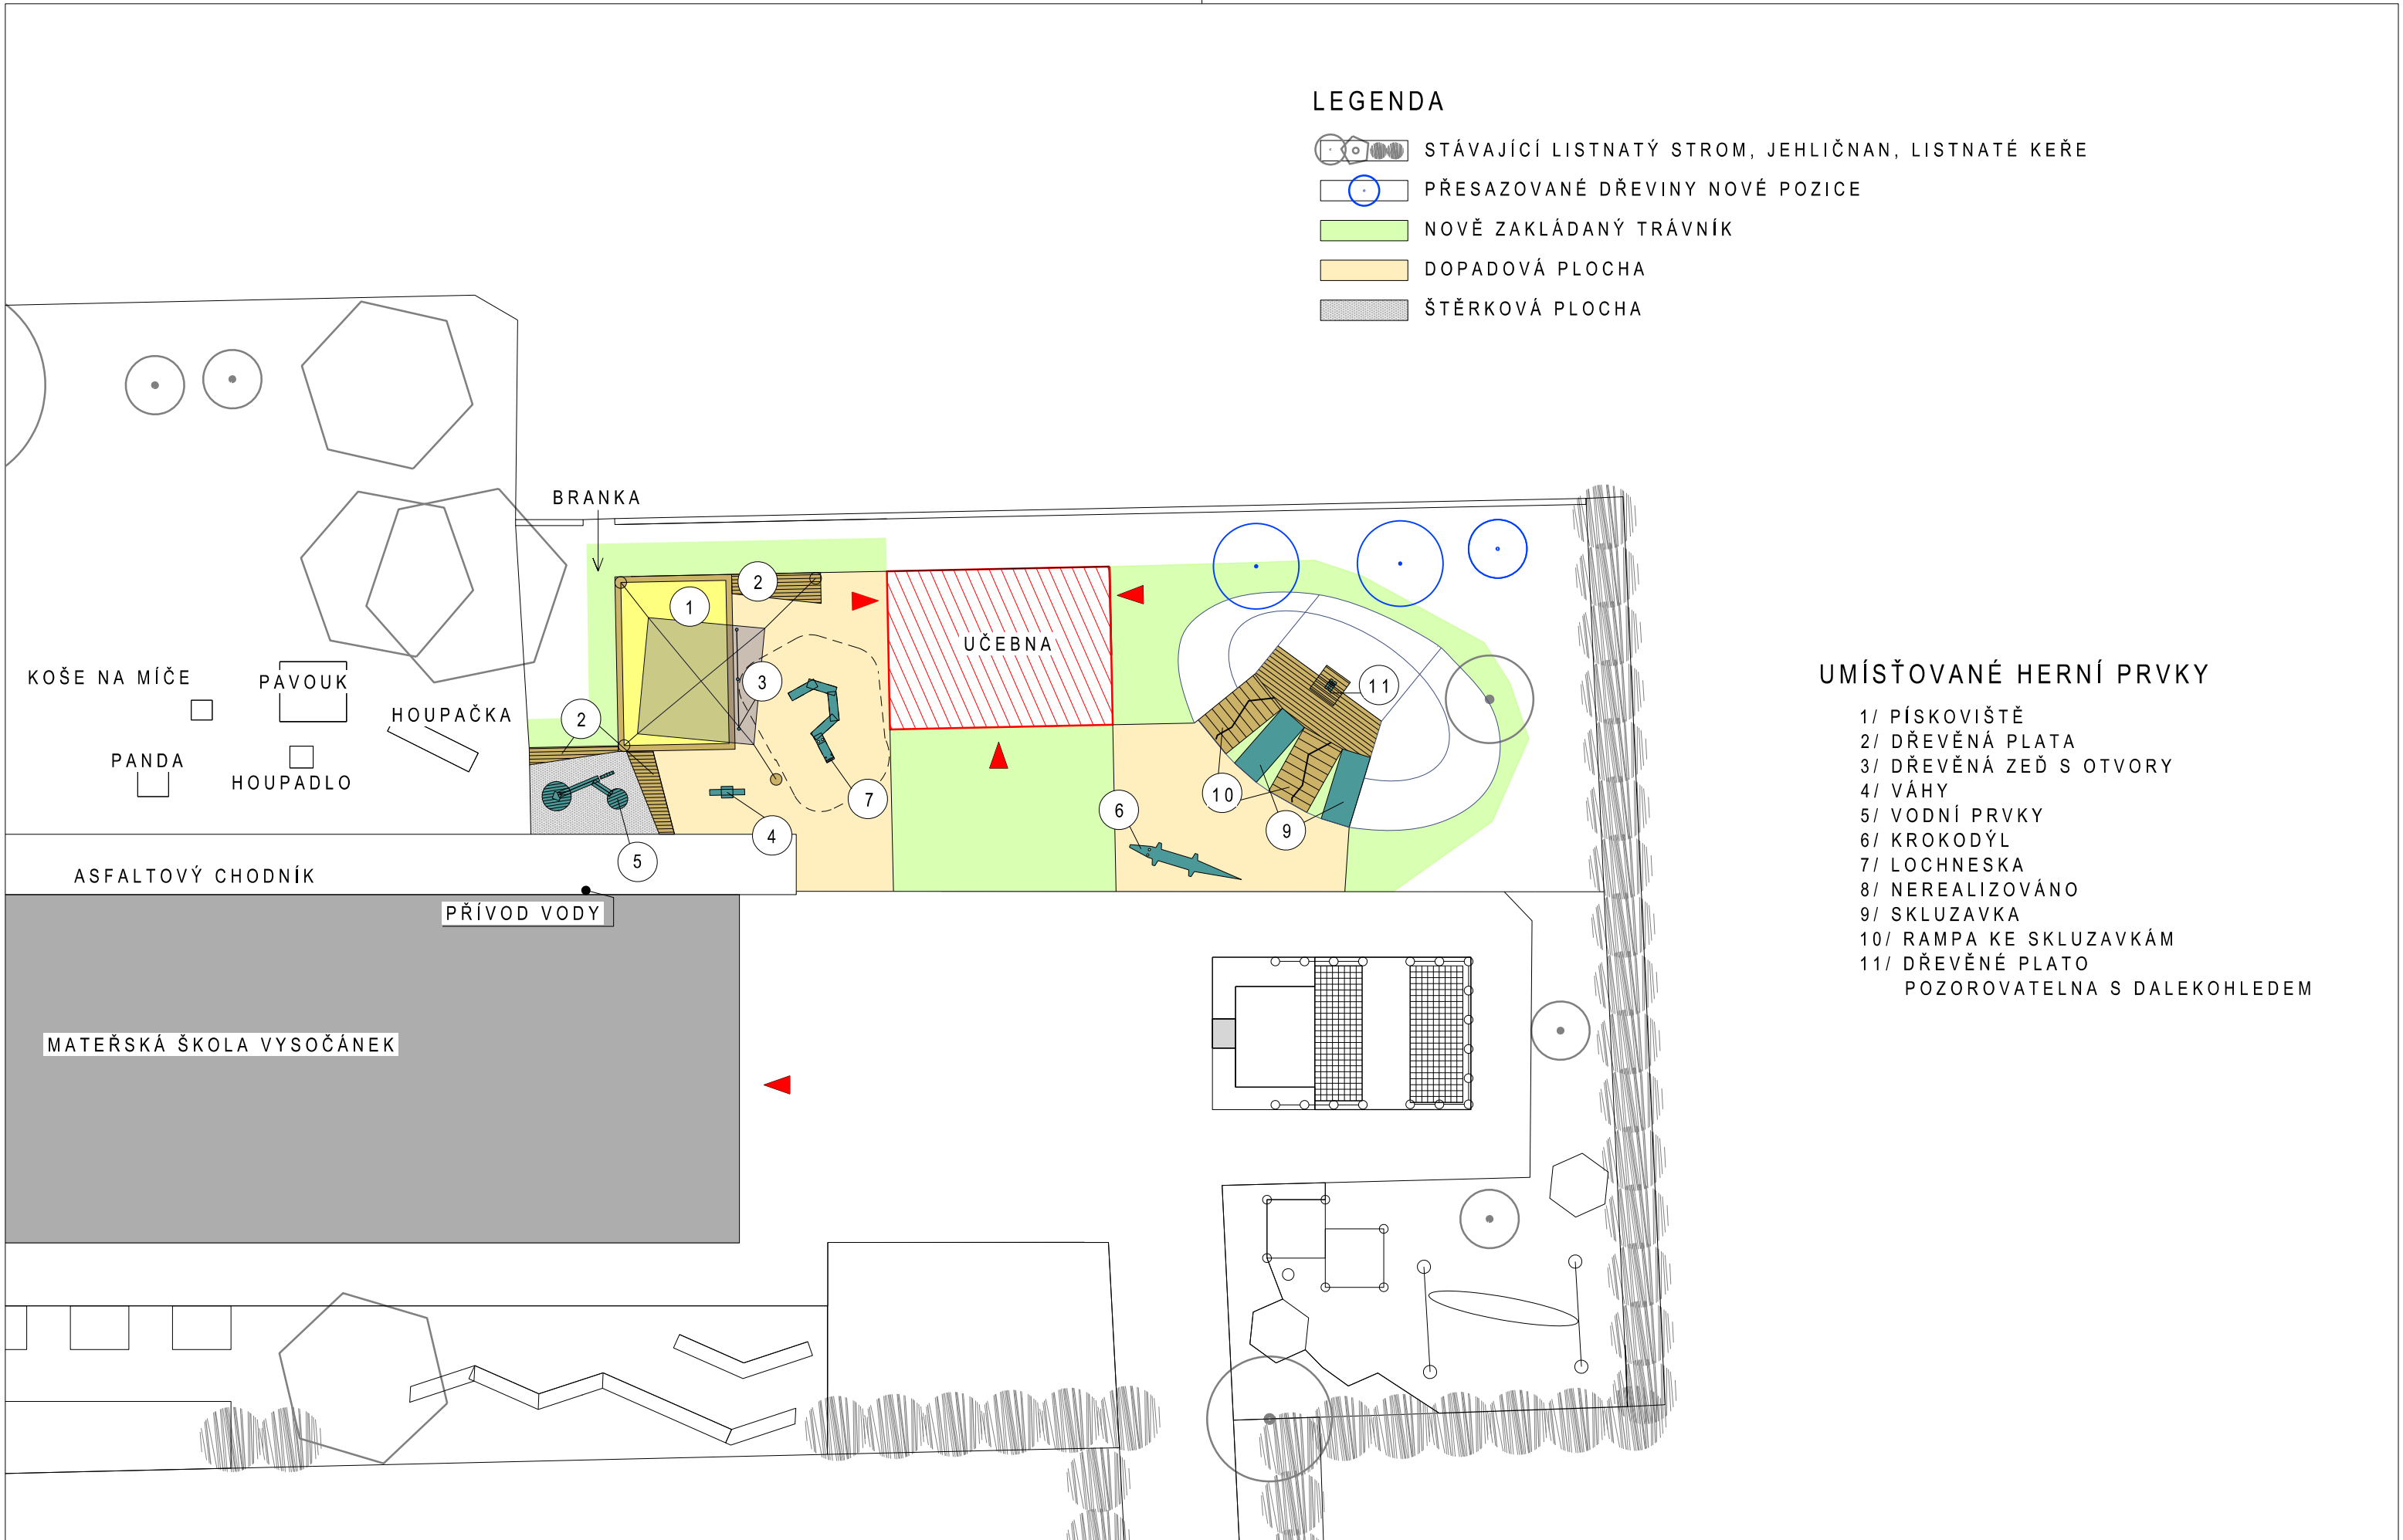 LEGENDA
STÁVAJÍCÍ LISTNATÝ STROM, JEHLIČNAN, LISTNATÉ KEŘE
PŘESAZOVANÉ DŘEVINY NOVÉ POZICE
NOVĚ ZAKLÁDANÝ TRÁVNÍK
DOPADOVÁ PLOCHA
ŠTĚRKOVÁ PLOCHA
BRANKA
2
1
UČEBNA
KOŠE NA MÍČE
PAVOUK
3
11
HOUPAČKA
2
PANDA
HOUPADLO
10
7
6
4
9
5
ASFALTOVÝ CHODNÍK
PŘÍVOD VODY
MATEŘSKÁ ŠKOLA VYSOČÁNEK
UMÍSŤOVANÉ HERNÍ PRVKY
1/ PÍSKOVIŠTĚ
2/ DŘEVĚNÁ PLATA
3/ DŘEVĚNÁ ZEĎ S OTVORY
4/ VÁHY
5/ VODNÍ PRVKY
6/ KROKODÝL
7/ LOCHNESKA
8/ NEREALIZOVÁNO
9/ SKLUZAVKA
10/ RAMPA KE SKLUZAVKÁM
11/ DŘEVĚNÉ PLATO
POZOROVATELNA S DALEKOHLEDEM